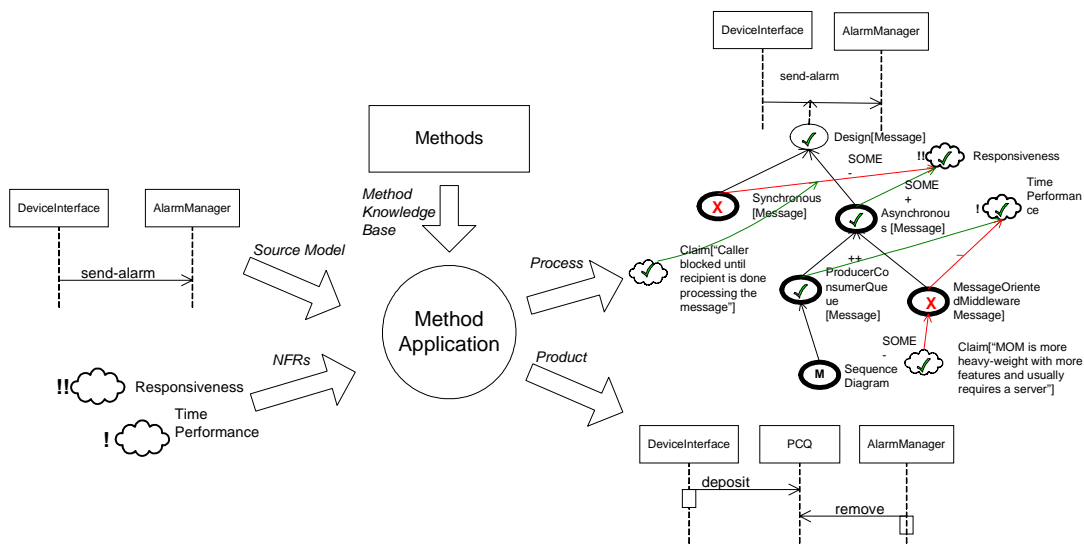 DeviceInterface
AlarmManager
send-alarm
Methods
Design[Message]
SOME
-
!!
Responsiveness
Method
Knowledge
Base
X
Synchronous
[Message]
SOME
+
Asynchronou
s [Message]
!
Time
Performan
ce
DeviceInterface
AlarmManager
send-alarm
Source Model
Process
Claim["Caller
blocked until
recipient is done
processing the
message"]
++
ProducerCo
nsumerQue
ue
[Message]
–
X
MessageOriente
dMiddleware
Message]
Method
Application
NFRs
Product
!!
Responsiveness
!
Time
Performance
M
Sequence
Diagram
SOME
-
Claim["MOM is more
heavy-weight with more
features and usually
requires a server"]
DeviceInterface
PCQ
AlarmManager
deposit
remove